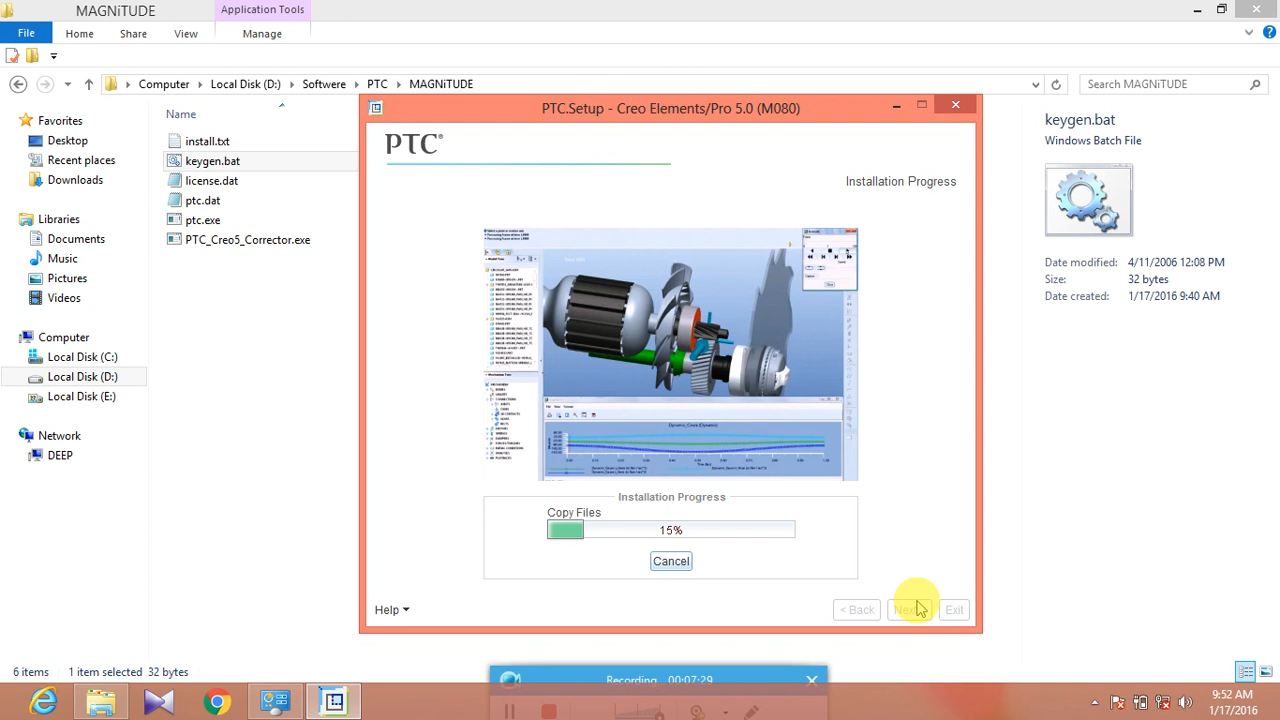 MAGNiTUDE
Application Tools
File
Home
Share
View
Manage
Computer
Local Disk (D:)
Softwere
PTC
MAGNiTUDE
Search MAGNiTUDE
Favorites
Desktop
Recent places
Downloads
Libraries
Documents
Music
Pictures
Videos
Computer
Local Disk (C:)
Local Disk (D:)
Local Disk (E:)
Network
DEEP
Name
install.txt
keygen.bat
license.dat
ptc.dat
ptc.exe
PTC_Creo5_Corrector.exe
PTC.Setup - Creo Elements/Pro 5.0 (M080)
PTC®
Installation Progress
Installation Progress
Copy Files
15%
Cancel
Help
< Back
Next
Exit
keygen.bat
Windows Batch File
Date modified: 4/11/2006 12:08 PM
Size: 32 bytes
Date created: 1/17/2016 9:43 AM
6 items
1 item selected 32 bytes
Recording... 00:07:29
9:52 AM
1/17/2016